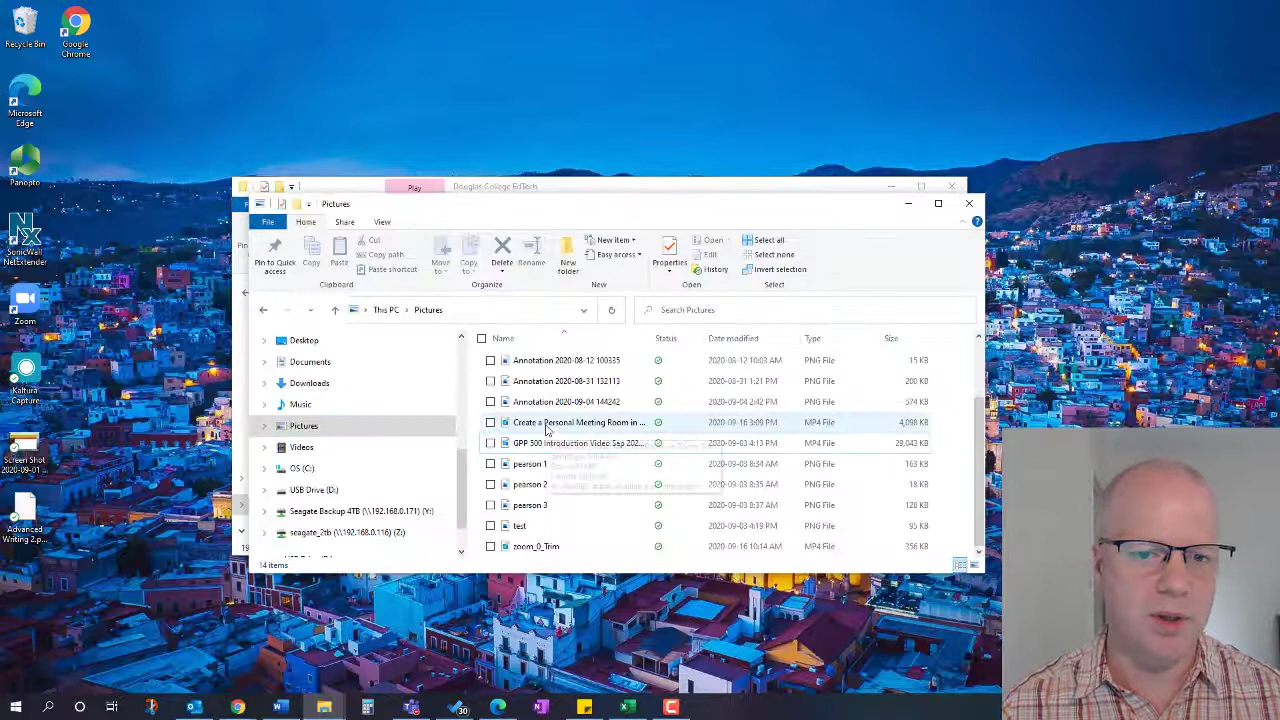 Recycle Bin
Google Chrome
Microsoft Edge
Panopto
SonicWall NetExtender
Zoom
Kaltura Capture
Screen Shot 2020-09-01 ...
Advanced Writing 2.p...
Play
Douglas College EdTech
Pictures
File Home Share View
Pin to Quick access
Copy
Paste
Cut
Copy path
Paste shortcut
Clipboard
Move to
Copy to
Delete
Rename
Organize
New folder
New item
Easy access
New
Properties
Open
Edit
History
Open
Select all
Select none
Invert selection
Select
This PC > Pictures
Search Pictures
Desktop
Documents
Downloads
Music
Pictures
Videos
OS (C:)
USB Drive (D:)
Seagate Backup 4TB (\\192.168.0.171) (Y:)
seagate_2tb (\\192.168.0.116) (Z:)
Name Status Date modified Type Size
Annotation 2020-08-12 100335 2020-08-12 10:03 AM PNG File 15 KB
Annotation 2020-08-31 132113 2020-08-31 1:21 PM PNG File 200 KB
Annotation 2020-09-04 144242 2020-09-04 2:42 PM PNG File 574 KB
Create a Personal Meeting Room in ... 2020-09-16 3:09 PM MP4 File 4,098 KB
GPP 500 Introduction Video Sep 202... 2020-09-03 4:13 PM MP4 File 29,043 KB
pearson 1 2020-09-03 8:34 AM PNG File 163 KB
pearson 2 2020-09-03 8:35 AM PNG File 18 KB
pearson 3 2020-09-03 8:37 AM PNG File 120 KB
test 2020-09-03 4:19 PM PNG File 95 KB
zoom_0_Trim 2020-09-16 10:14 AM MP4 File 356 KB
14 items
30